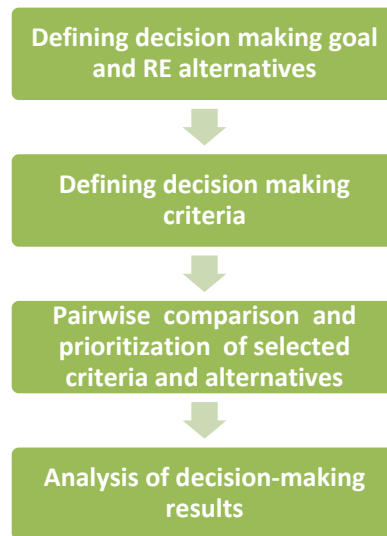 Defining decision making goal
and RE alternatives
Defining decision making
criteria
Pairwise comparison and
prioritization of selected
criteria and alternatives
Analysis of decision-making
results